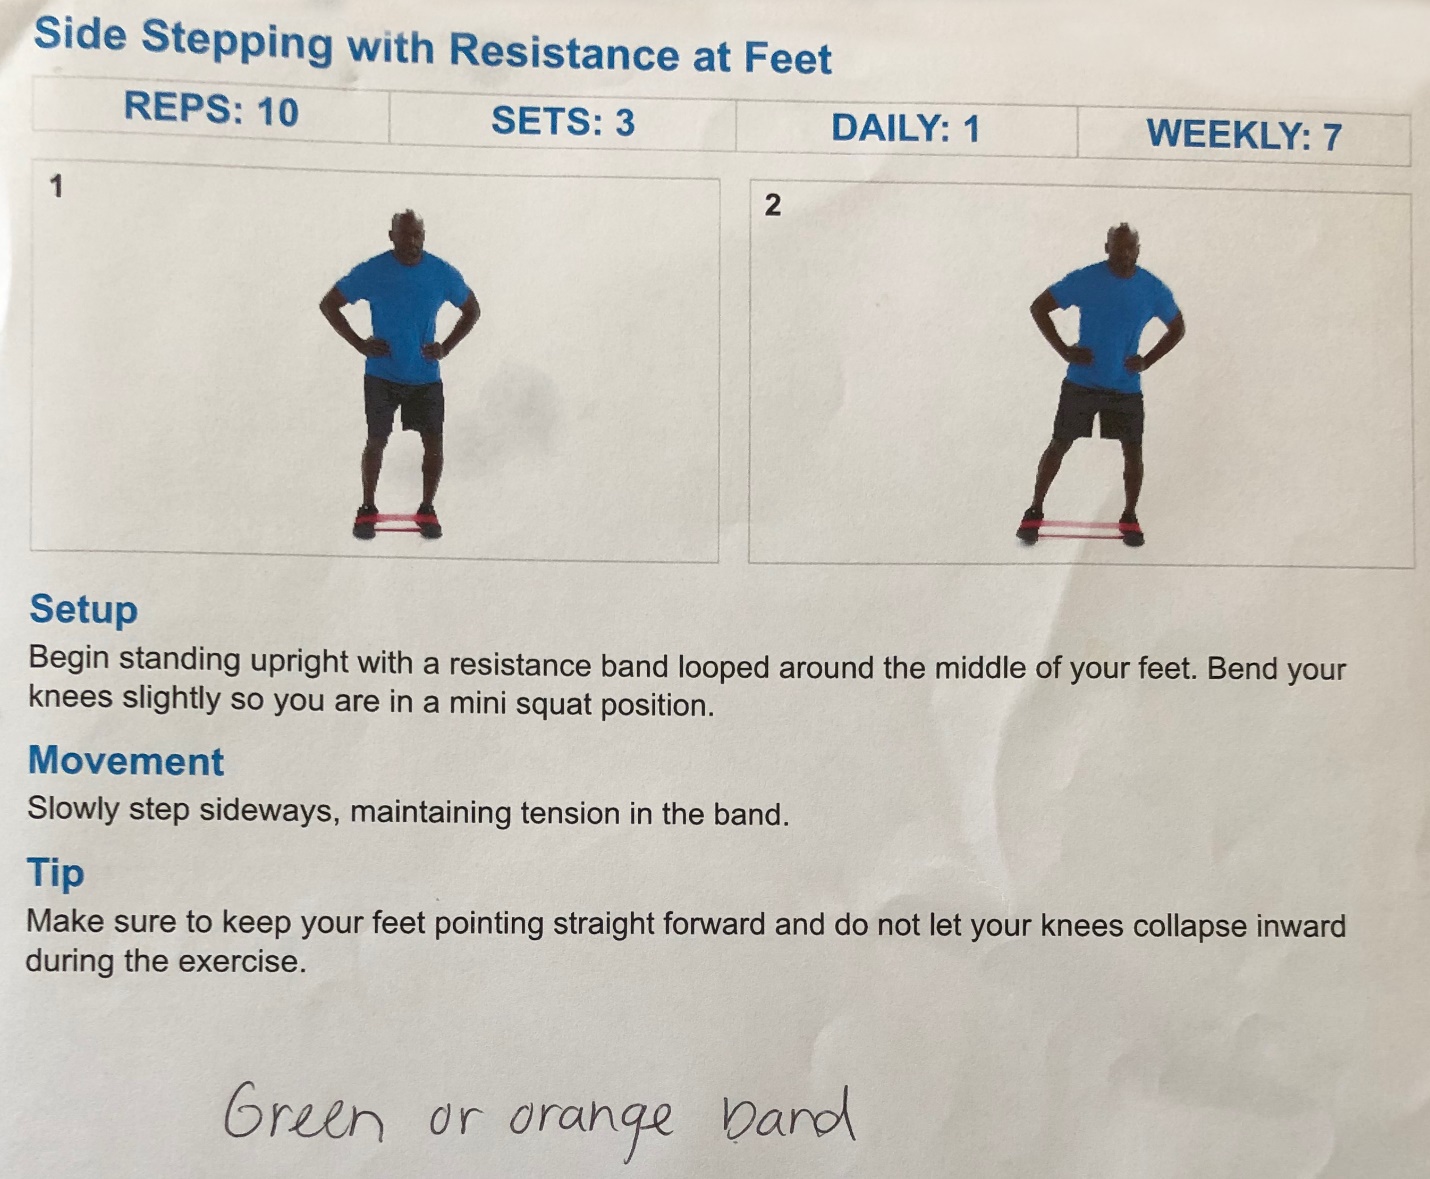 Side Stepping with Resistance at Feet
REPS: 10 SETS: 3 DAILY: 1 WEEKLY: 7
1
2
Setup
Begin standing upright with a resistance band looped around the middle of your feet. Bend your
knees slightly so you are in a mini squat position.
Movement
Slowly step sideways, maintaining tension in the band.
Tip
Make sure to keep your feet pointing straight forward and do not let your knees collapse inward
during the exercise.
Green or orange band